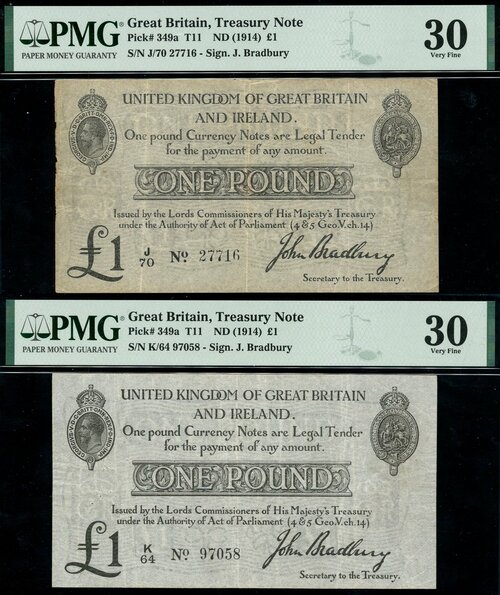 PMG
PAPER MONEY GUARANTY
Great Britain, Treasury Note
Pick# 349a T11 ND (1914) £1
S/N J/70 27716 - Sign. J. Bradbury
30
Very Fine
UNITED KINGDOM OF GREAT BRITAIN
AND IRELAND.
One pound Currency Notes are Legal Tender
for the payment of any amount.
ONE POUND
Issued by the Lords Commissioners of His Majesty's Treasury
under the Authority of Act of Parliament (4 & 5 Geo.V. ch.14)
£1 J/70 No 27716 John Bradbury
Secretary to the Treasury.
PMG
PAPER MONEY GUARANTY
Great Britain, Treasury Note
Pick# 349a T11 ND (1914) £1
S/N K/64 97058 - Sign. J. Bradbury
30
Very Fine
UNITED KINGDOM OF GREAT BRITAIN
AND IRELAND.
One pound Currency Notes are Legal Tender
for the payment of any amount.
ONE POUND
Issued by the Lords Commissioners of His Majesty's Treasury
under the Authority of Act of Parliament (4 & 5 Geo.V. ch.14)
£1 K/64 No 97058 John Bradbury
Secretary to the Treasury.